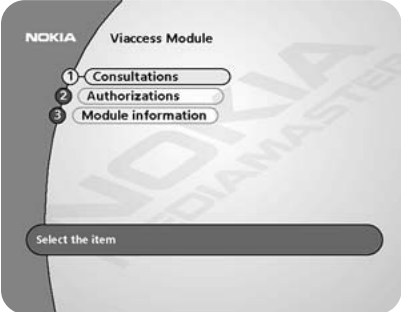 NOKIA Viaccess Module
1 Consultations
2 Authorizations
3 Module information
NOKIA
MEDIAMASTER
Select the item